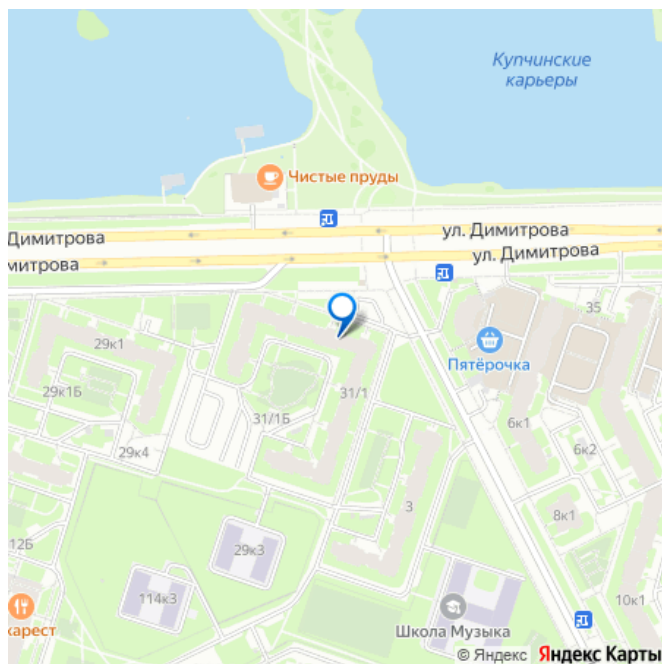 Купчинские
карьеры
Чистые пруды
ул. Димитрова
Димитрова
ул. Димитрова
митрова
35
29к1
Пятёрочка
29к1Б
31/1
31/1Б
6к1
29к4
6к2
3
8к1
12Б
29к3
114к3
10к1
карест
Школа Музыка
© Яндекс Яндекс Карты